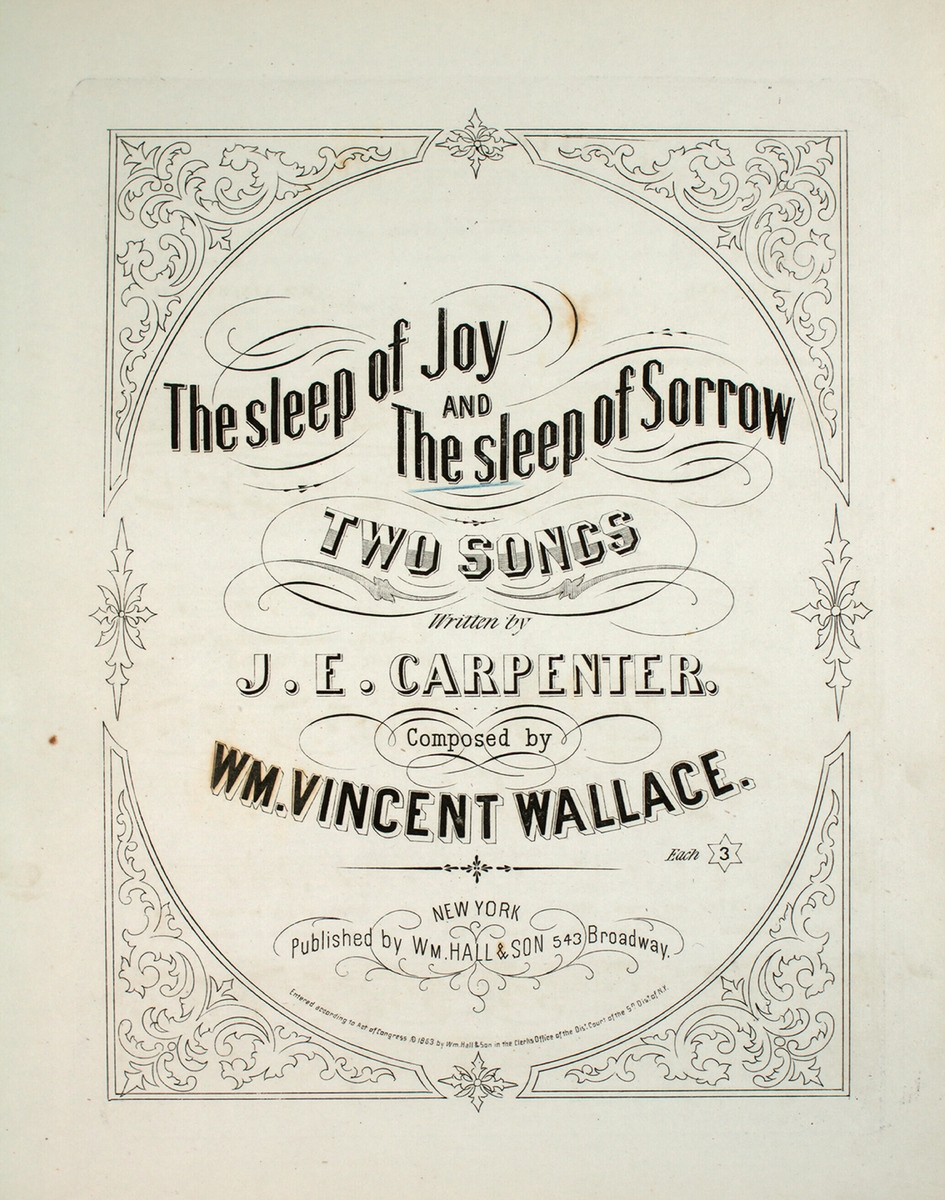 The sleep of Joy
AND
The sleep of Sorrow
TWO SONGS
Written by
J. E. CARPENTER.
Composed by
WM. VINCENT WALLACE.
Each 3
NEW YORK
Published by WM. HALL & SON 543 Broadway.
Entered according to Act of Congress AD 1863 by Wm. Hall & Son in the Clerks Office of the Dist. Court of the Sn. Dist. of N.Y.